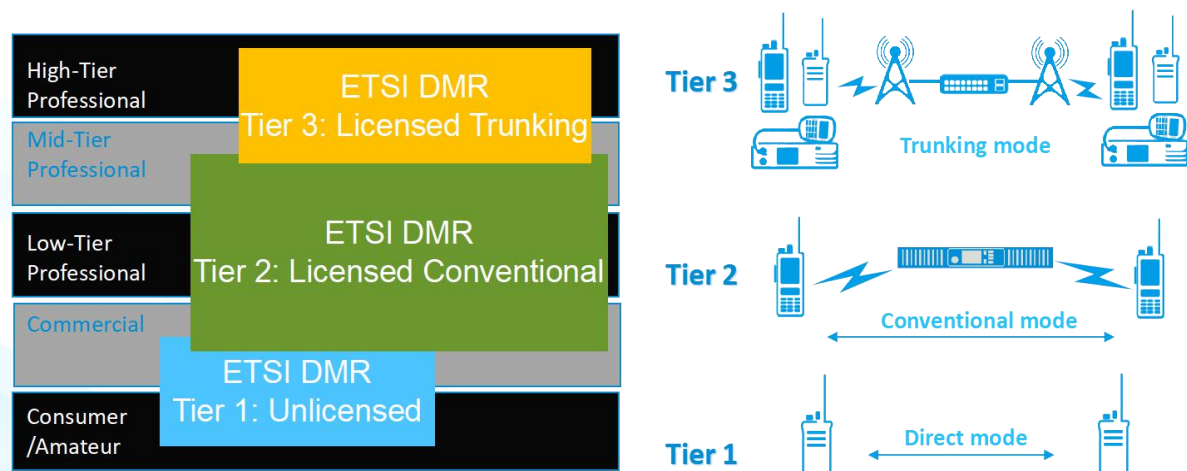 High-Tier
Professional
Mid-Tier
Professional
Low-Tier
Professional
Commercial
Consumer
/Amateur
ETSI DMR
Tier 3: Licensed Trunking
ETSI DMR
Tier 2: Licensed Conventional
ETSI DMR
Tier 1: Unlicensed
Tier 3
Trunking mode
Tier 2
Conventional mode
Tier 1
Direct mode